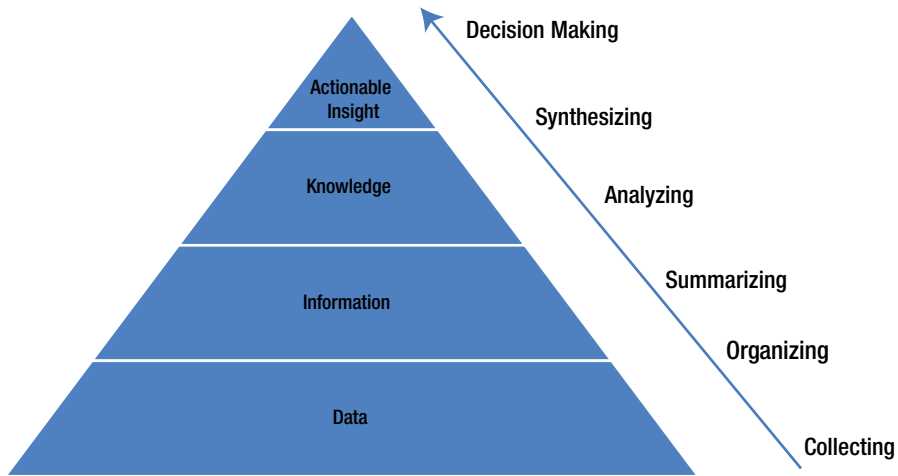 Decision Making
Actionable
Insight
Synthesizing
Knowledge
Analyzing
Summarizing
Information
Organizing
Data
Collecting